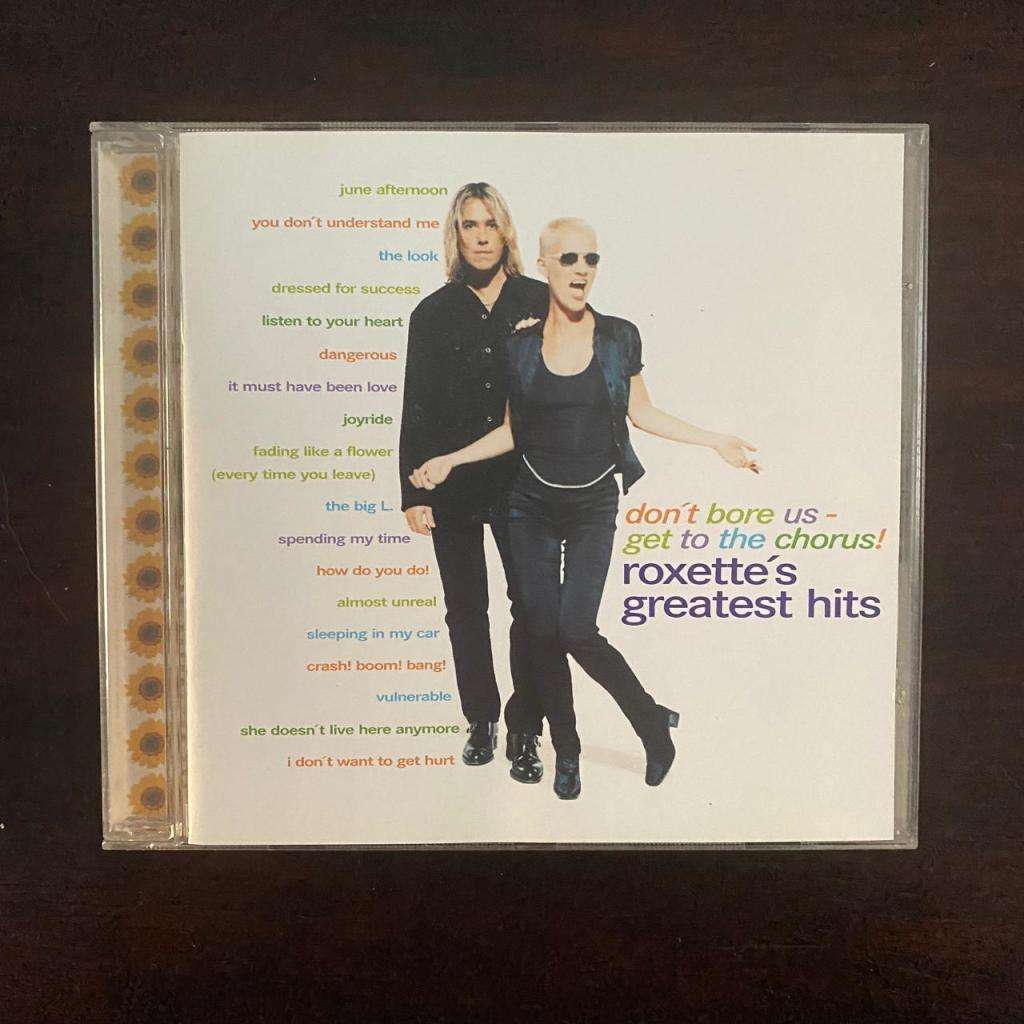 june afternoon
you don´t understand me
the look
dressed for success
listen to your heart
dangerous
it must have been love
joyride
fading like a flower
(every time you leave)
the big L.
spending my time
how do you do!
almost unreal
sleeping in my car
crash! boom! bang!
vulnerable
she doesn´t live here anymore
i don´t want to get hurt
don´t bore us -
get to the chorus!
roxette´s
greatest hits